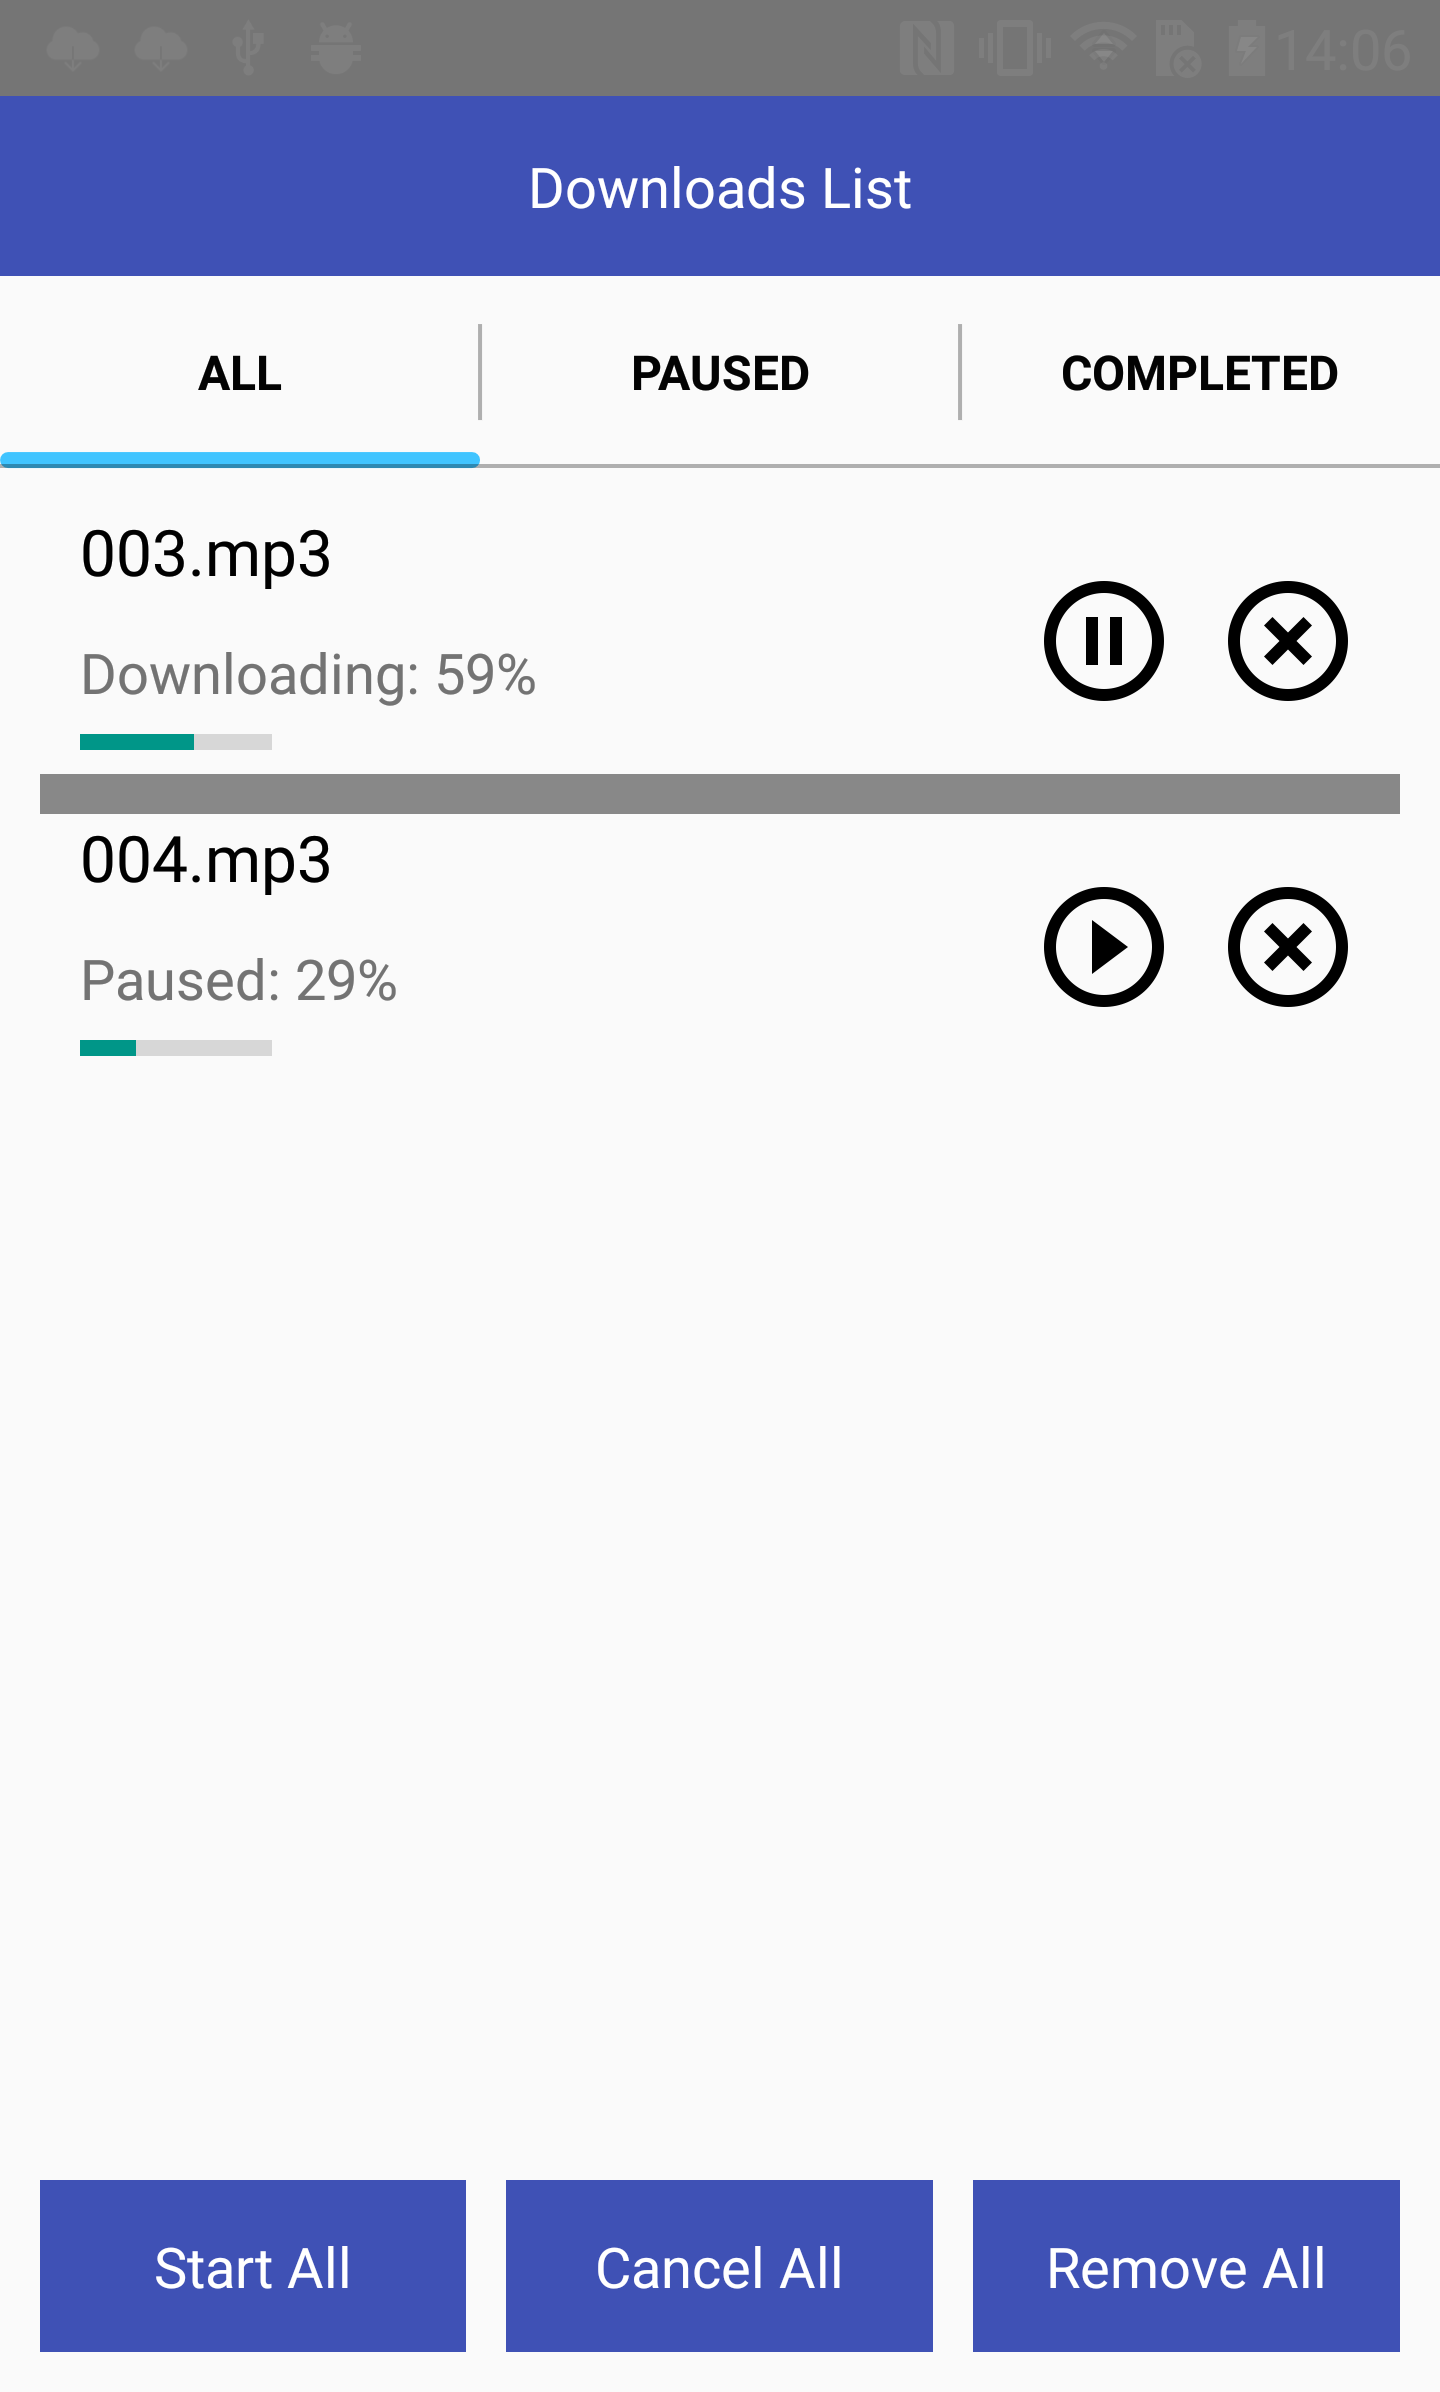 14:06
Downloads List
ALL
PAUSED
COMPLETED
003.mp3
Downloading: 59%
004.mp3
Paused: 29%
Start All
Cancel All
Remove All